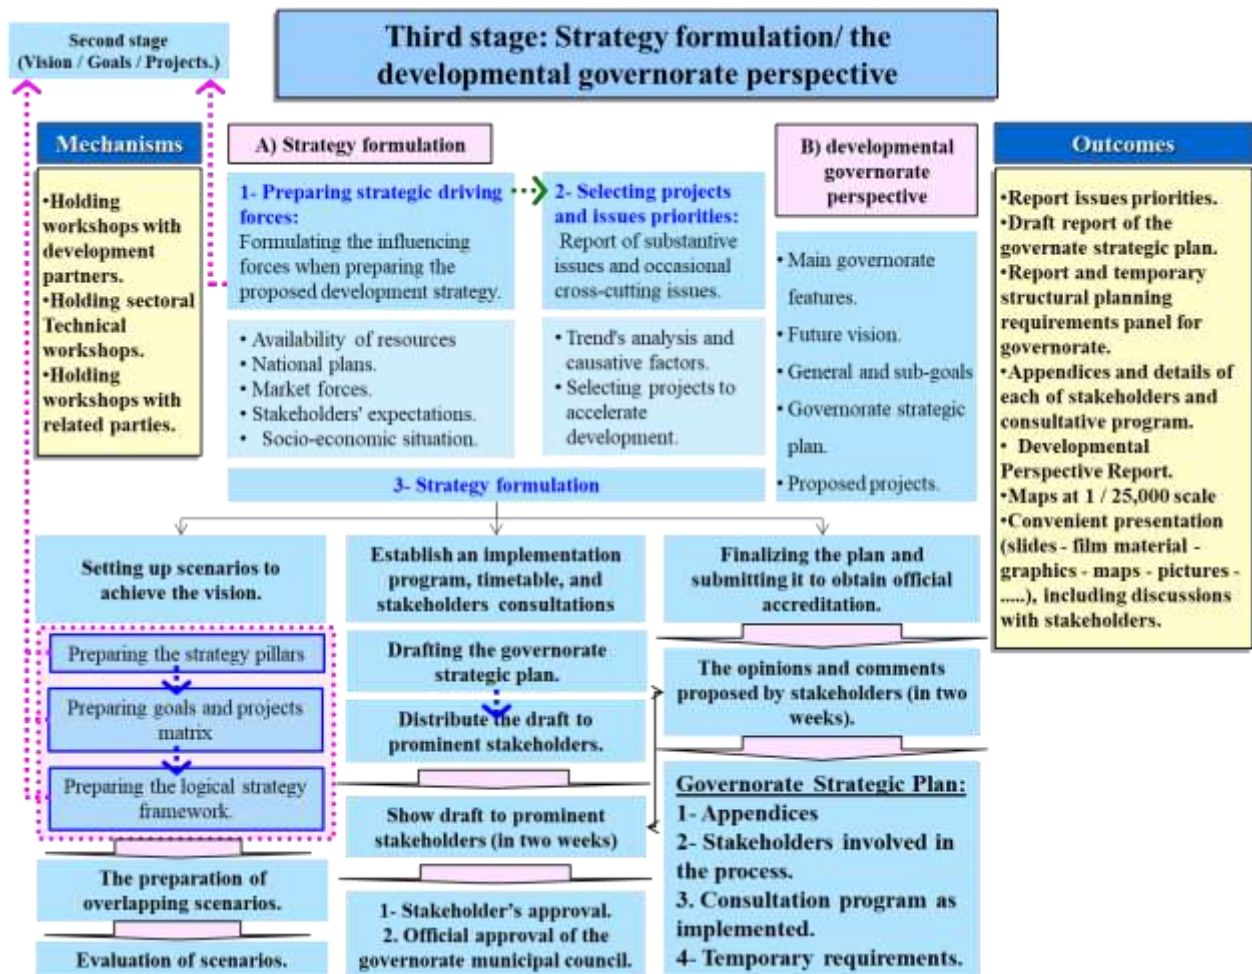 Second stage
(Vision / Goals / Projects.)
Third stage: Strategy formulation/ the
developmental governorate perspective
Mechanisms
•Holding
workshops with
development
partners.
•Holding sectoral
Technical
workshops.
•Holding
workshops with
related parties.
A) Strategy formulation
1- Preparing strategic driving
forces:
Formulating the influencing
forces when preparing the
proposed development strategy.
• Availability of resources
• National plans.
• Market forces.
• Stakeholders' expectations.
• Socio-economic situation.
2- Selecting projects
and issues priorities:
Report of substantive
issues and occasional
cross-cutting issues.
• Trend's analysis and
causative factors.
• Selecting projects to
accelerate
development.
3- Strategy formulation
B) developmental
governorate
perspective
• Main governorate
features.
• Future vision.
• General and sub-goals
• Governorate strategic
plan.
• Proposed projects.
Outcomes
•Report issues priorities.
•Draft report of the
governate strategic plan.
•Report and temporary
structural planning
requirements panel for
governorate.
•Appendices and details of
each of stakeholders and
consultative program.
• Developmental
Perspective Report.
•Maps at 1 / 25,000 scale
•Convenient presentation
(slides - film material -
graphics - maps - pictures -
.....), including discussions
with stakeholders.
Setting up scenarios to
achieve the vision.
Preparing the strategy pillars
Preparing goals and projects
matrix
Preparing the logical strategy
framework.
The preparation of
overlapping scenarios.
Evaluation of scenarios.
Establish an implementation
program, timetable, and
stakeholders consultations
Drafting the governorate
strategic plan.
Distribute the draft to
prominent stakeholders.
Show draft to prominent
stakeholders (in two weeks)
1- Stakeholder's approval.
2. Official approval of the
governorate municipal council.
Finalizing the plan and
submitting it to obtain official
accreditation.
The opinions and comments
proposed by stakeholders (in two
weeks).
Governorate Strategic Plan:
1- Appendices
2- Stakeholders involved in
the process.
3. Consultation program as
implemented.
4- Temporary requirements.